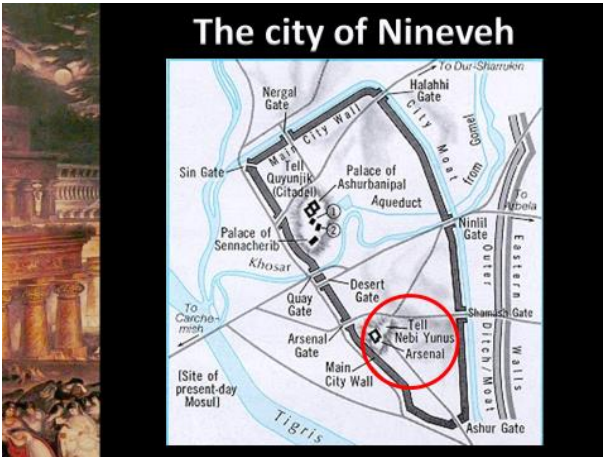 The city of Nineveh
To Dur-Sharrukin
Halahhi
Gate
Nergal
Gate
Main City Wall
City Moat from Gomel
Sin Gate
Tell
Quyunjik
(Citadel)
Palace of
Ashurbanipal
Aqueduct
1
2
To
Arbela
Ninlil
Gate
Palace of
Sennacherib
Khosar
Desert
Gate
Quay
Gate
To
Carche-
mish
Shamash Gate
Tell
Nebi Yunus
Arsenal
Arsenal
Gate
Main
City Wall
Outer Ditch/Moat
Eastern Walls
(Site of
present-day
Mosul)
Tigris
Ashur Gate